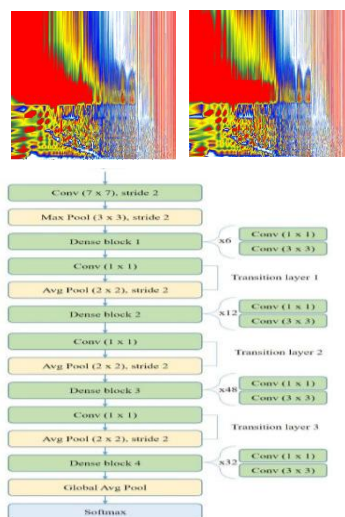 Conv (7 x 7), stride 2
Max Pool (3 x 3), stride 2
Dense block 1
x6
Conv (1 x 1)
Conv (3 x 3)
Conv (1 x 1)
Transition layer 1
Avg Pool (2 x 2), stride 2
Dense block 2
x12
Conv (1 x 1)
Conv (3 x 3)
Conv (1 x 1)
Transition layer 2
Avg Pool (2 x 2), stride 2
Dense block 3
x48
Conv (1 x 1)
Conv (3 x 3)
Conv (1 x 1)
Transition layer 3
Avg Pool (2 x 2), stride 2
Dense block 4
x32
Conv (1 x 1)
Conv (3 x 3)
Global Avg Pool
Softmax